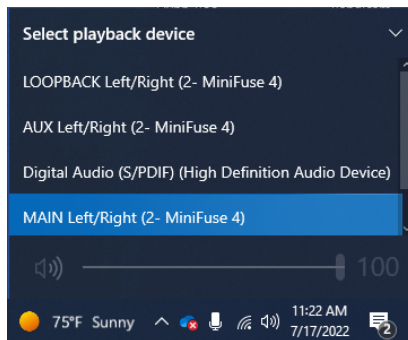 Select playback device
LOOPBACK Left/Right (2- MiniFuse 4)
AUX Left/Right (2- MiniFuse 4)
Digital Audio (S/PDIF) (High Definition Audio Device)
MAIN Left/Right (2- MiniFuse 4)
100
75°F Sunny
11:22 AM
7/17/2022
2